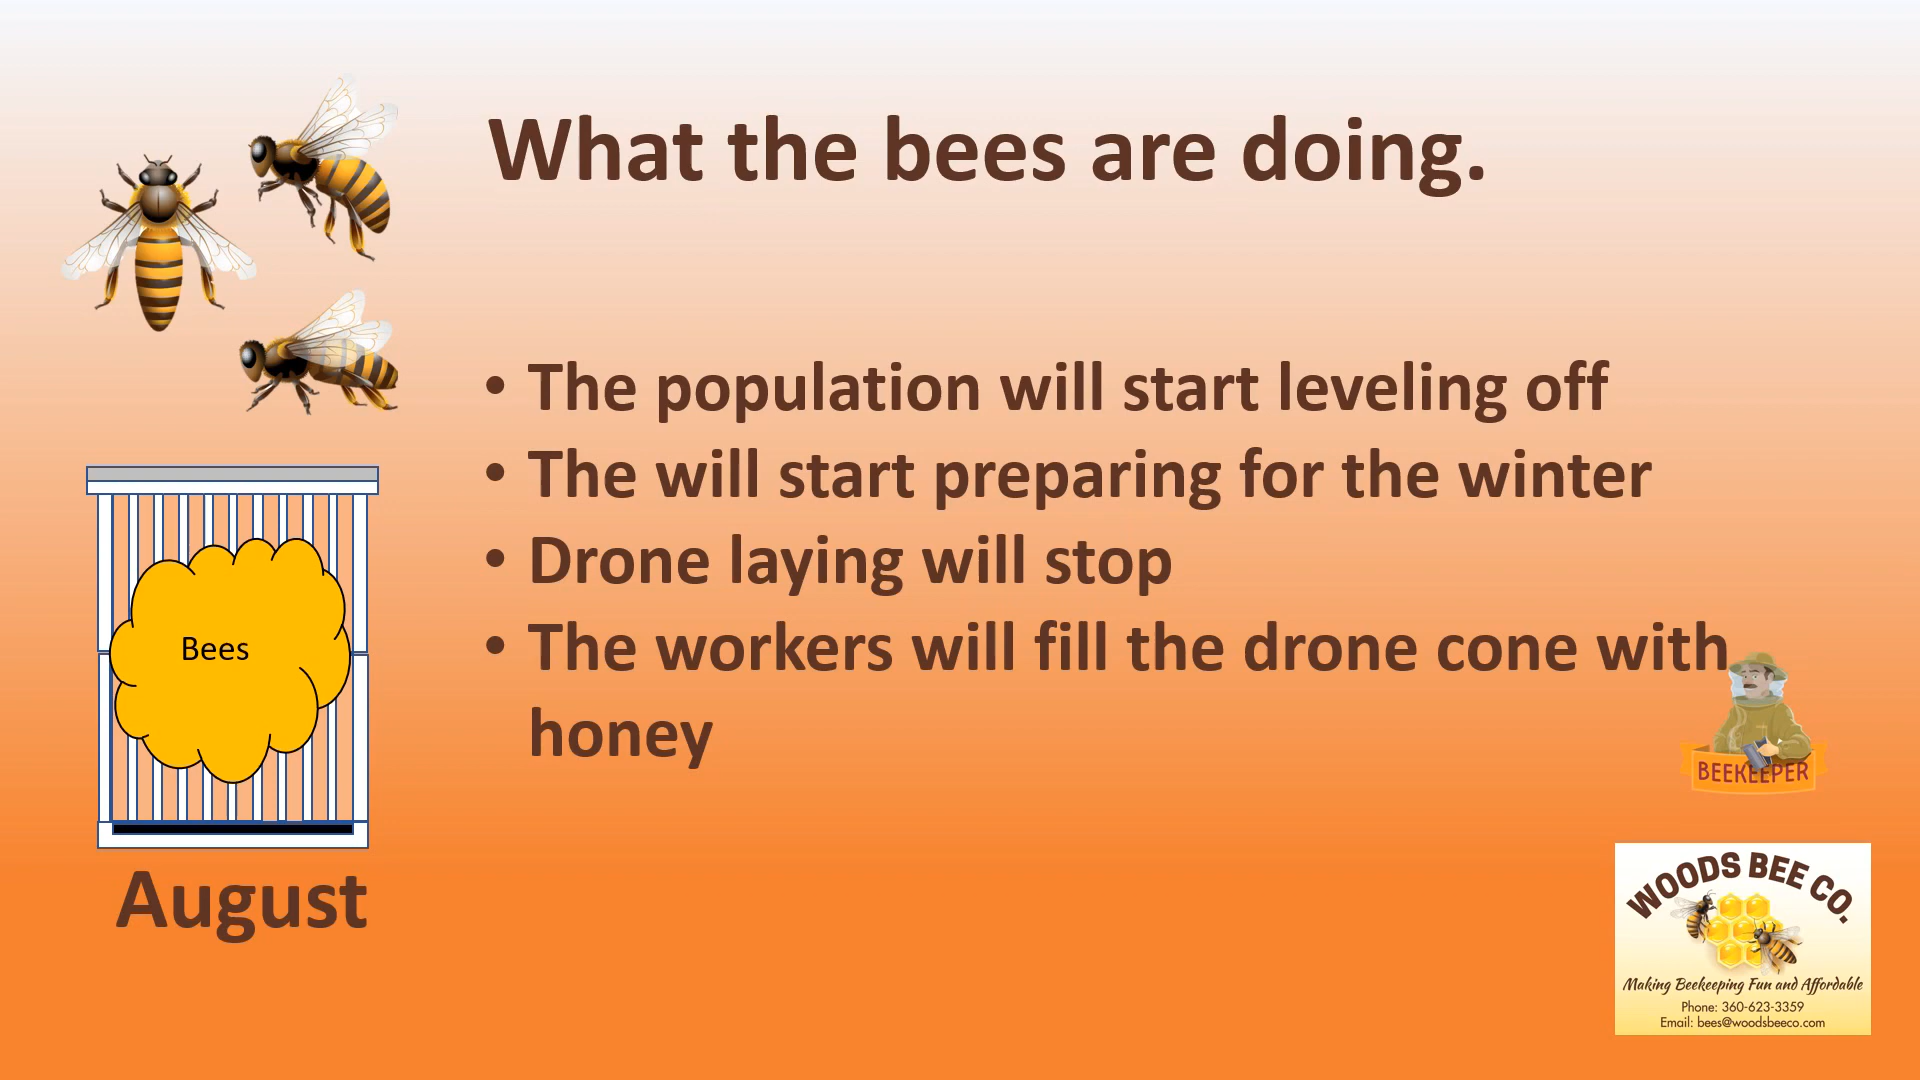 What the bees are doing.
• The population will start leveling off
• The will start preparing for the winter
• Drone laying will stop
• The workers will fill the drone cone with
honey
Bees
August
BEEKEEPER
WOODS BEE CO.
Making Beekeeping Fun and Affordable
Phone: 360-623-3359
Email: bees@woodsbeeco.com